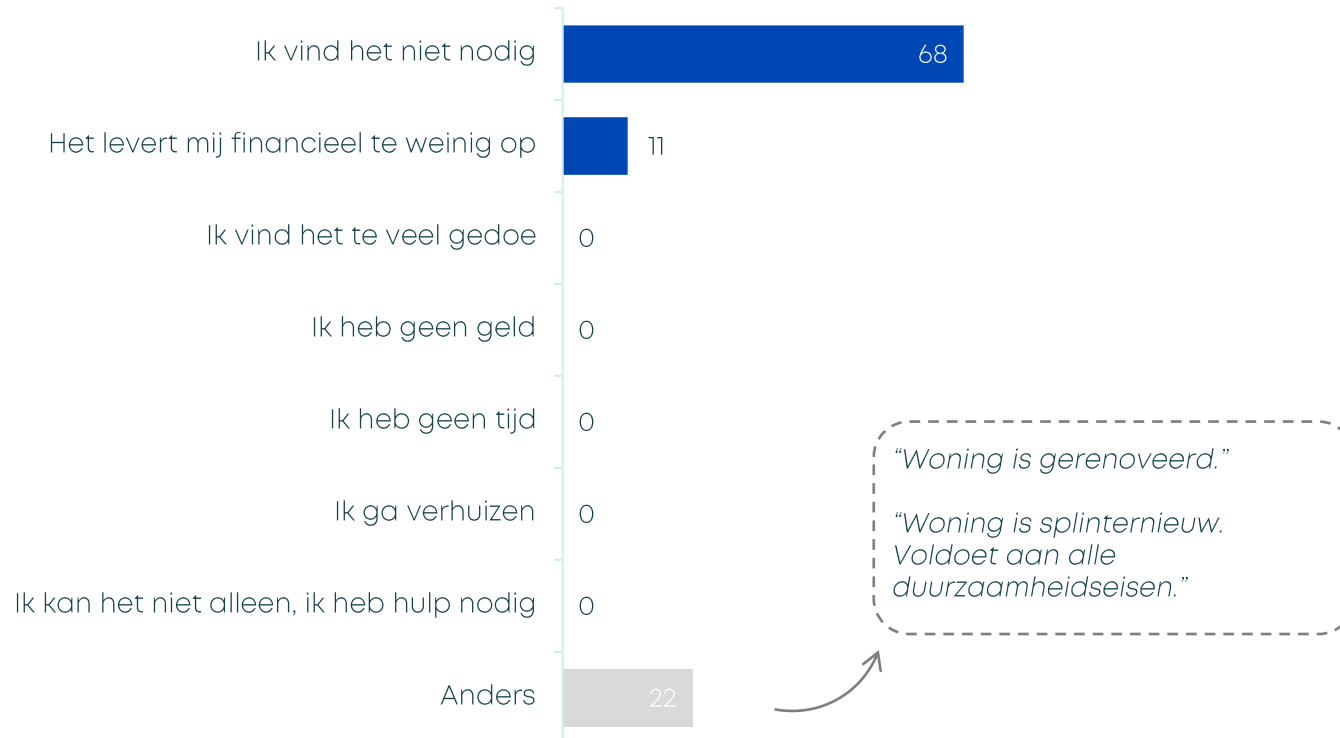 Ik vind het niet nodig 68
Het levert mij financieel te weinig op 11
Ik vind het te veel gedoe 0
Ik heb geen geld 0
Ik heb geen tijd 0
Ik ga verhuizen 0
Ik kan het niet alleen, ik heb hulp nodig 0
Anders 22
“Woning is gerenoveerd.”
“Woning is splinternieuw.
Voldoet aan alle
duurzaamheidseisen.”